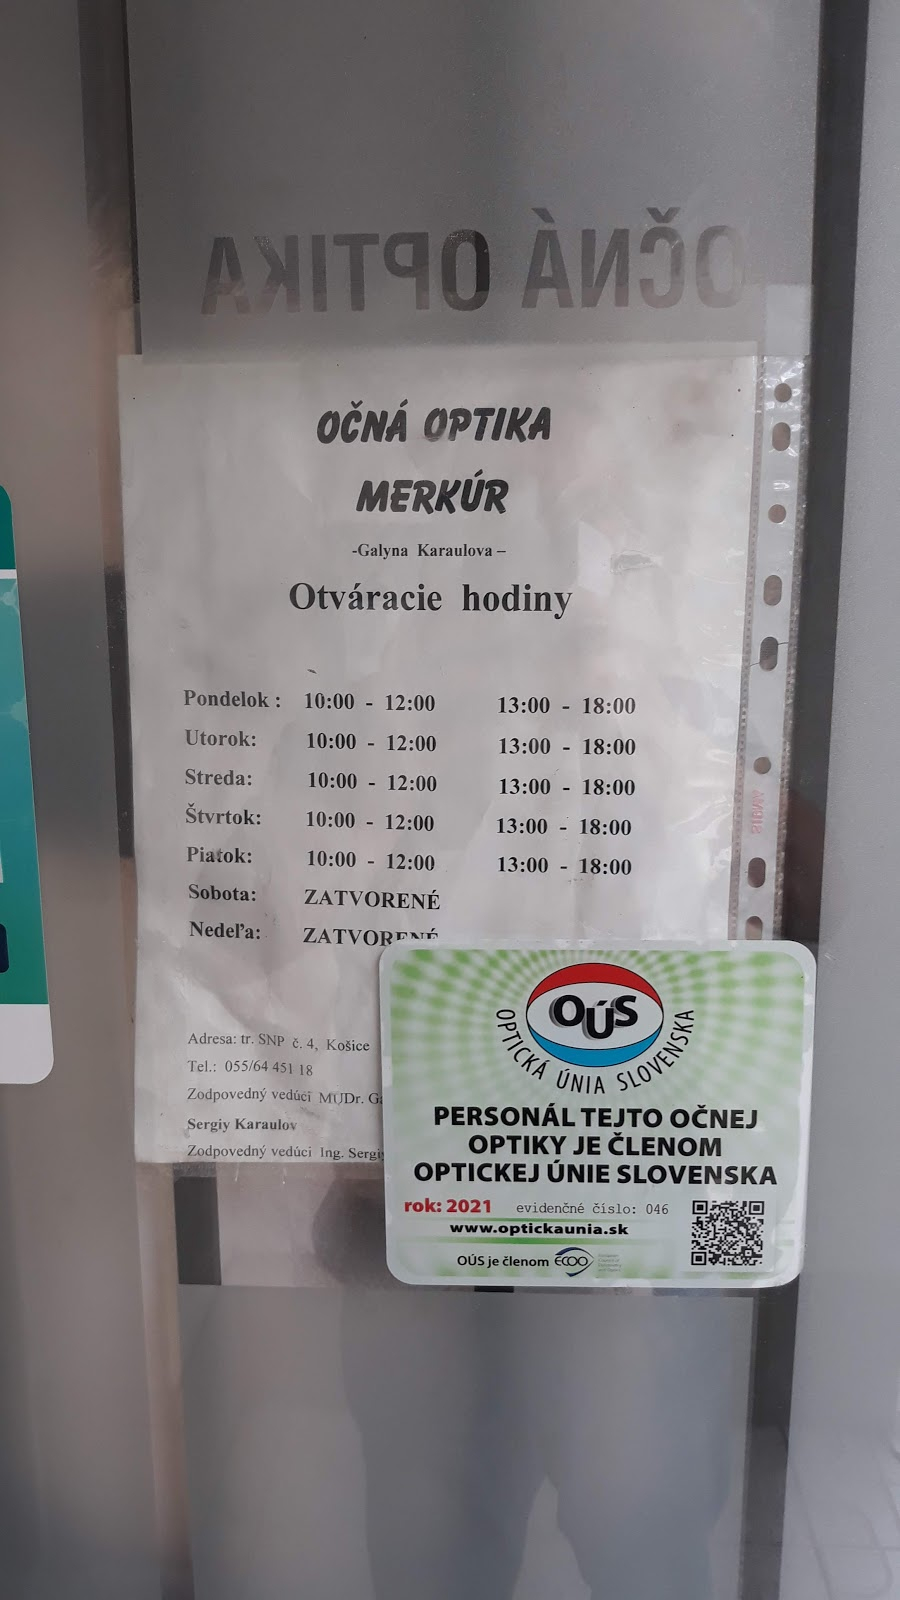 OČNÁ OPTIKA
OČNÁ OPTIKA
MERKÚR
-Galyna Karaulova –
Otváracie hodiny
Pondelok : 10:00 - 12:00 13:00 - 18:00
Utorok: 10:00 - 12:00 13:00 - 18:00
Streda: 10:00 - 12:00 13:00 - 18:00
Štvrtok: 10:00 - 12:00 13:00 - 18:00
Piatok: 10:00 - 12:00 13:00 - 18:00
Sobota: ZATVORENÉ
Nedeľa: ZATVORENÉ
Adresa: tr. SNP č. 4, Košice
Tel.: 055/64 451 18
Zodpovedný vedúci MUDr.
Sergiy Karaulov
Zodpovedný vedúci Ing. Sergiy
OÚS
OPTICKÁ ÚNIA SLOVENSKA
PERSONÁL TEJTO OČNEJ
OPTIKY JE ČLENOM
OPTICKEJ ÚNIE SLOVENSKA
rok: 2021 evidenčné číslo: 046
www.optickaunia.sk
OÚS je členom ECOO